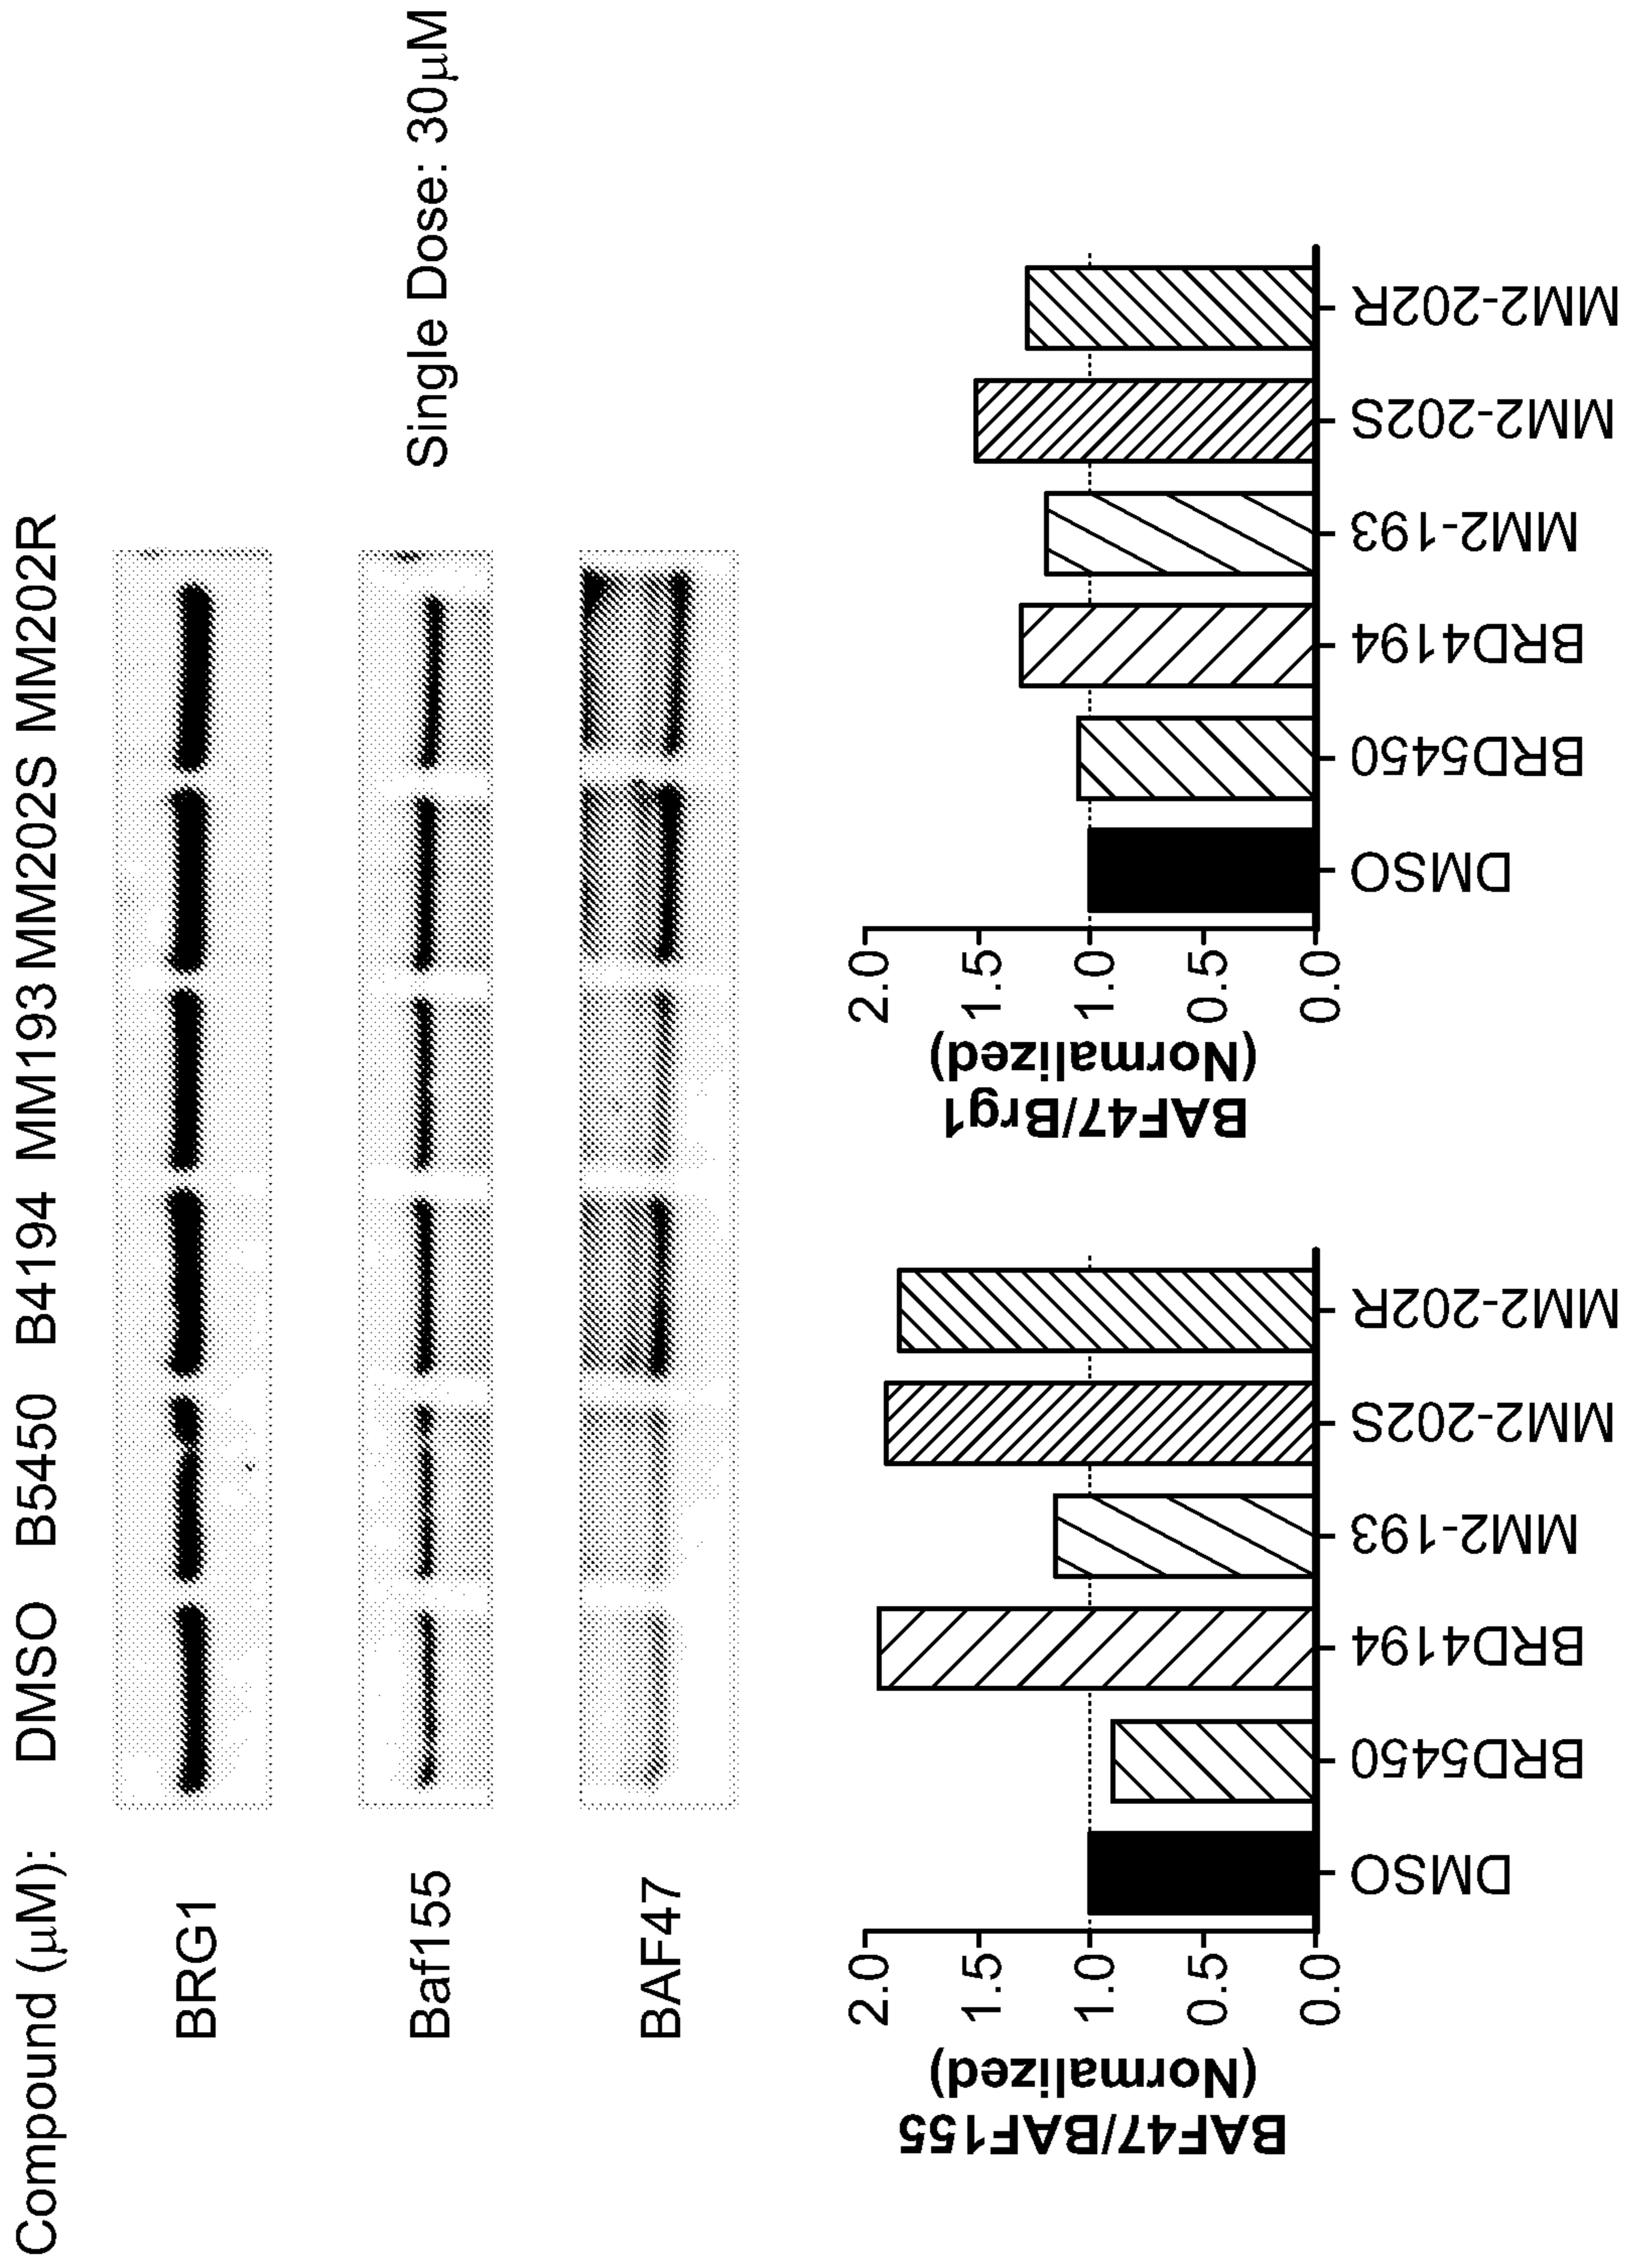 Compound (μM): DMSO B5450 B4194 MM193 MM202S MM202R
BRG1
Baf155
Single Dose: 30μM
BAF47
BAF47/BAF155
(Normalized)
2.0
1.5
1.0
0.5
0.0
DMSO
BRD5450
BRD4194
MM2-193
MM2-202S
MM2-202R
BAF47/Brg1
(Normalized)
2.0
1.5
1.0
0.5
0.0
DMSO
BRD5450
BRD4194
MM2-193
MM2-202S
MM2-202R